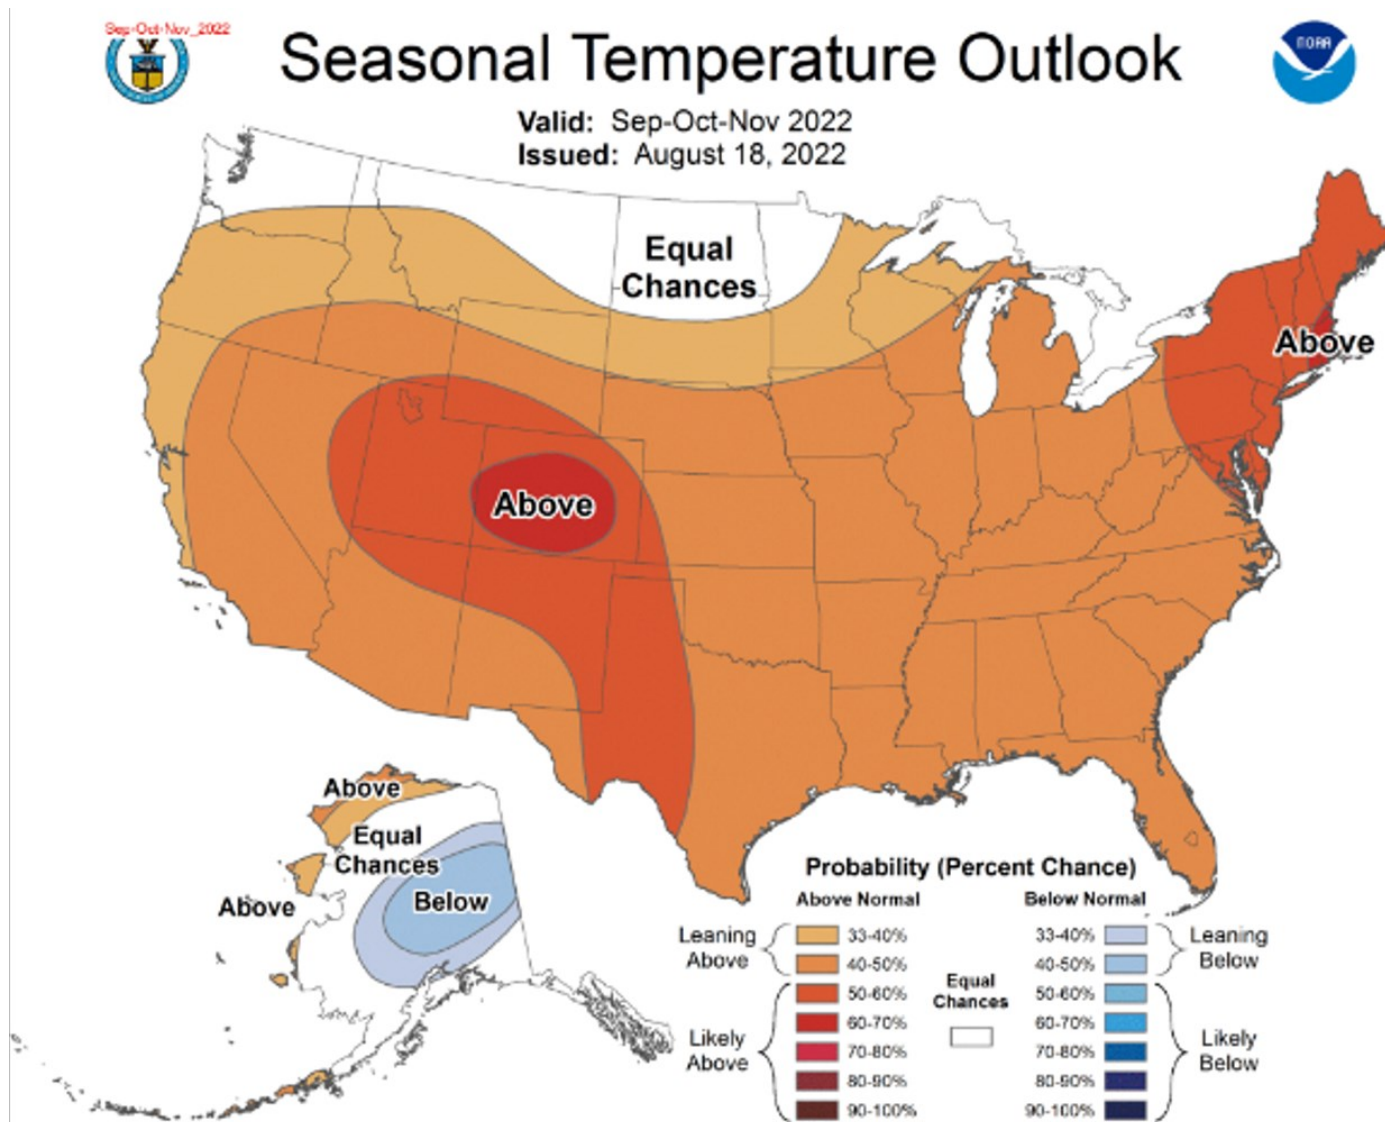 Sep-Oct-Nov_2022
Seasonal Temperature Outlook
NOAA
Valid: Sep-Oct-Nov 2022
Issued: August 18, 2022
Equal
Chances
Above
Above
Above
Equal
Chances
Above
Below
Probability (Percent Chance)
Above Normal
Below Normal
Leaning
Above
33-40%
40-50%
Likely
Above
50-60%
60-70%
70-80%
80-90%
90-100%
Equal
Chances
33-40%
40-50%
Leaning
Below
50-60%
60-70%
70-80%
80-90%
90-100%
Likely
Below